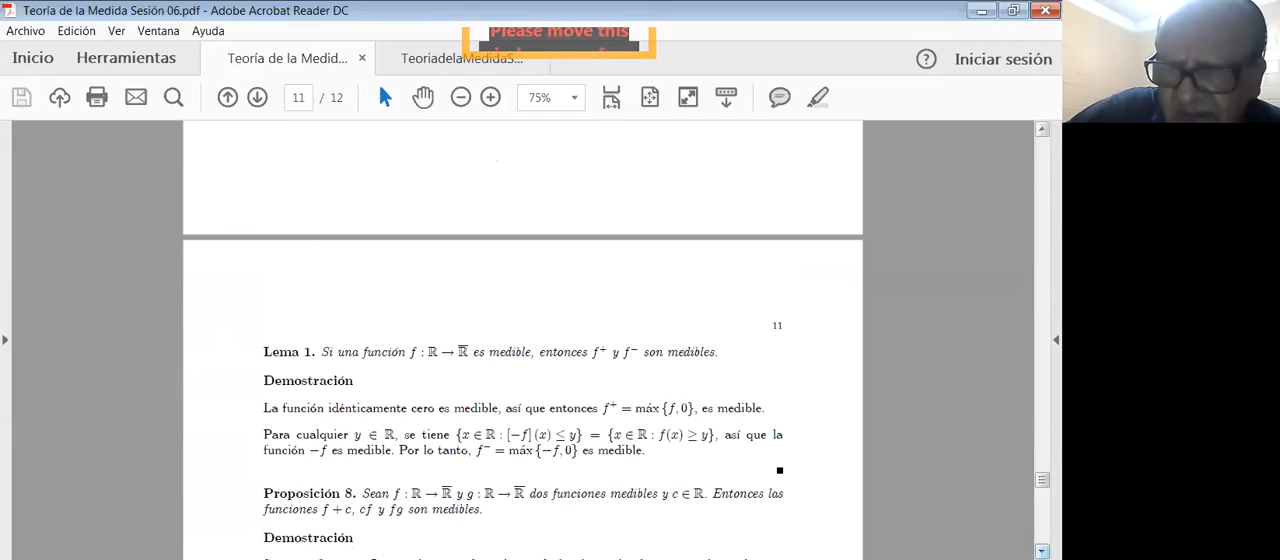 Teoría de la Medida Sesión 06.pdf - Adobe Acrobat Reader DC
Archivo Edición Ver Ventana Ayuda
Please move this
Inicio Herramientas Teoría de la Medid... × TeoriadelaMedidaS... Iniciar sesión
11 / 12 75%
11
Lema 1. Si una función f : ℝ → ℝ̅ es medible, entonces f⁺ y f⁻ son medibles.
Demostración
La función idénticamente cero es medible, así que entonces f⁺ = máx {f, 0}, es medible.
Para cualquier y ∈ ℝ, se tiene {x ∈ ℝ : [−f] (x) ≤ y} = {x ∈ ℝ : f(x) ≥ y}, así que la
función −f es medible. Por lo tanto, f⁻ = máx {−f, 0} es medible.
■
Proposición 8. Sean f : ℝ → ℝ̅ y g : ℝ → ℝ̅ dos funciones medibles y c ∈ ℝ. Entonces las
funciones f + c, cf y fg son medibles.
Demostración